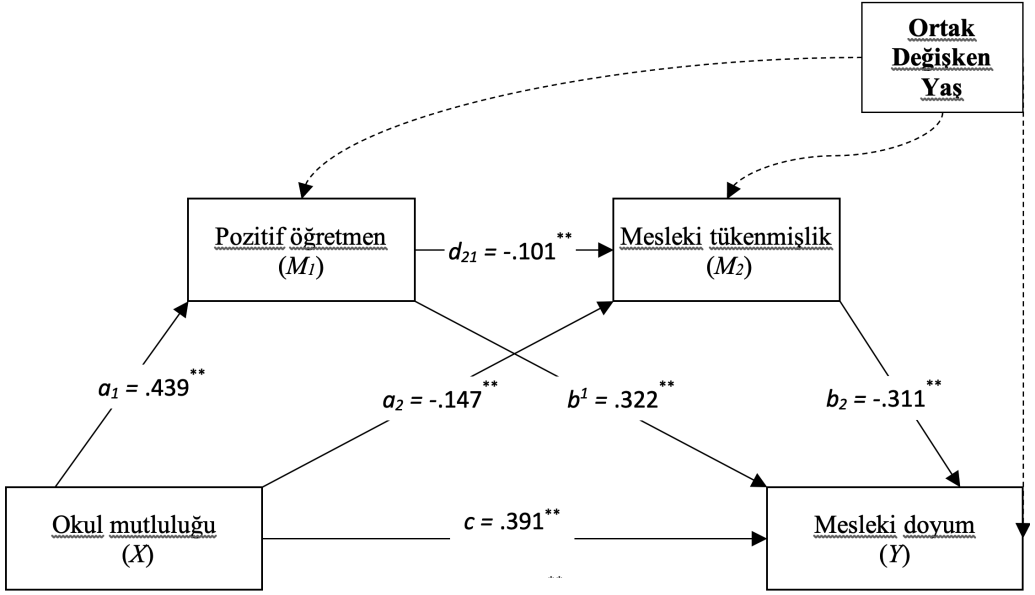 Ortak
Değişken
Yaş
Pozitif öğretmen
(M1)
d21 = -.101**
Mesleki tükenmişlik
(M2)
a1 = .439**
a2 = -.147**
b1 = .322**
b2 = -.311**
Okul mutluluğu
(X)
c = .391**
Mesleki doyum
(Y)
**